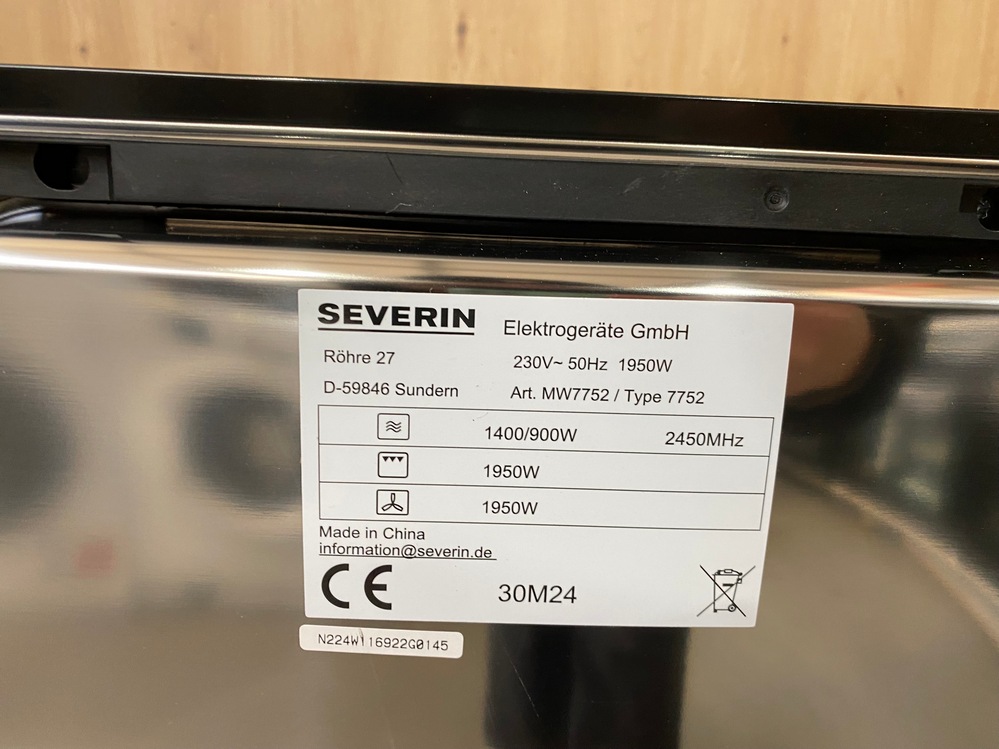 SEVERIN Elektrogeräte GmbH
Röhre 27 230V~ 50Hz 1950W
D-59846 Sundern Art. MW7752 / Type 7752
1400/900W 2450MHz
1950W
1950W
Made in China
information@severin.de
CE 30M24
N224W116922G0145